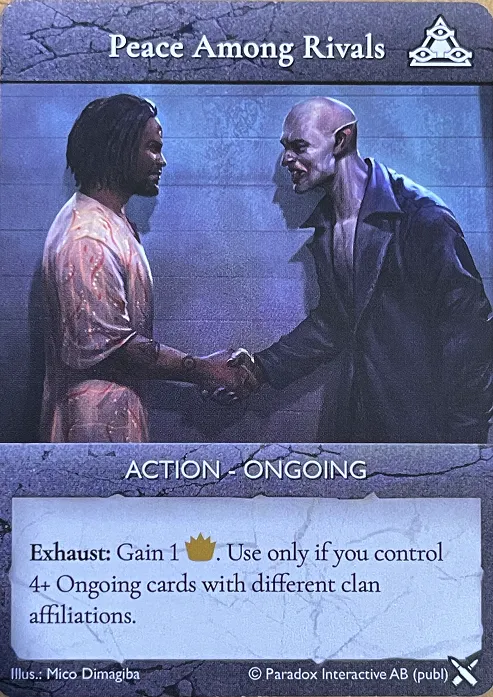 Peace Among Rivals
ACTION - ONGOING
Exhaust: Gain 1 . Use only if you control
4+ Ongoing cards with different clan
affiliations.
Illus.: Mico Dimagiba
© Paradox Interactive AB (publ)